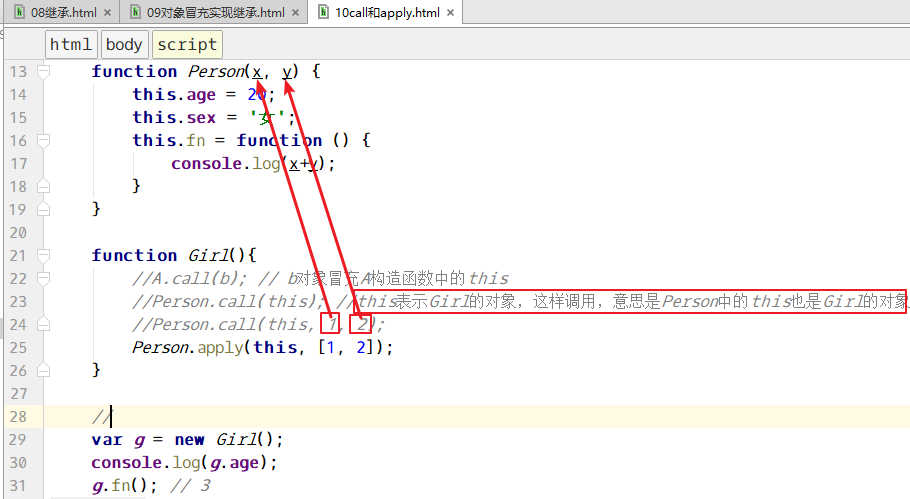 08继承.html × 09对象冒充实现继承.html × 10call和apply.html ×
html body script
13 function Person(x, y) {
14 this.age = 20;
15 this.sex = '女';
16 this.fn = function () {
17 console.log(x+y);
18 }
19 }
20
21 function Girl(){
22 //A.call(b); // b对象冒充A构造函数中的this
23 //Person.call(this); //this表示Girl的对象，这样调用，意思是Person中的this也是Girl的对象
24 //Person.call(this, 1, 2);
25 Person.apply(this, [1, 2]);
26 }
27
28 //
29 var g = new Girl();
30 console.log(g.age);
31 g.fn(); // 3